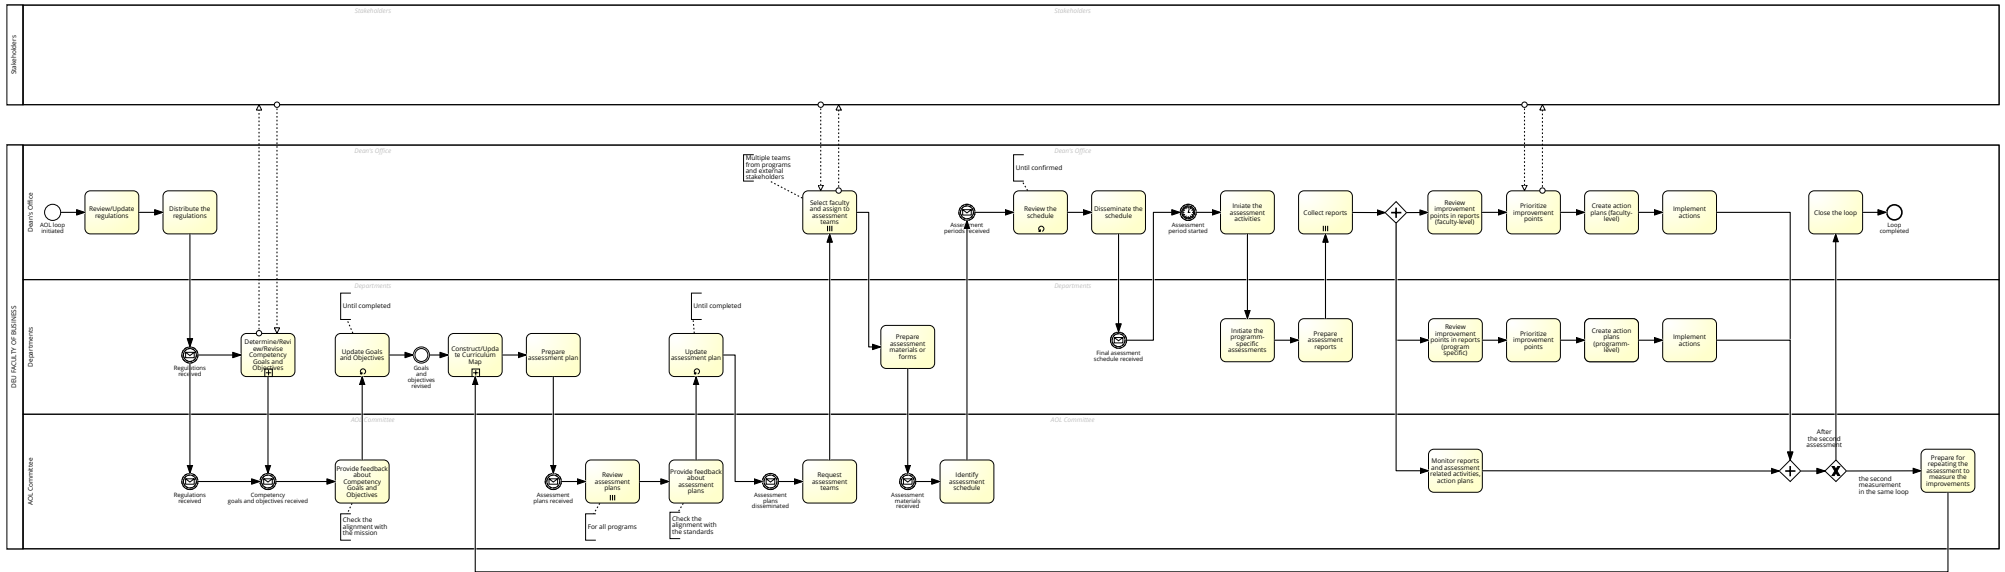 Stakeholders
Stakeholders
Stakeholders
DEU FACULTY OF BUSINESS
Dean's Office
Dean's Office
Dean's Office
AOL loop
initiated
Review/Update
regulations
Distribute the
regulations
Multiple teams
from programs
and external
stakeholders
Select faculty
and assign to
assessment
teams
Assessment
periods received
Until confirmed
Review the
schedule
Disseminate the
schedule
Assessment
period started
Iniate the
assessment
activities
Collect reports
Review
improvement
points in reports
(faculty-level)
Prioritize
improvement
points
Create action
plans (faculty-
level)
Implement
actions
Close the loop
Loop
completed
Departments
Departments
Departments
Regulations
received
Determine/Revi
ew/Revise
Competency
Goals and
Objectives
Until completed
Update Goals
and Objectives
Goals
and
objectives
revised
Construct/Upda
te Curriculum
Map
Prepare
assessment plan
Until completed
Update
assessment plan
Prepare
assessment
materials or
forms
Final asessment
schedule received
Initiate the
programm-
specific
assessments
Prepare
assessment
reports
Review
improvement
points in reports
(program
specific)
Prioritize
improvement
points
Create action
plans
(programm-
level)
Implement
actions
AOL Committee
AOL Committee
AOL Committee
Regulations
received
Competency
goals and objectives received
Provide feedback
about
Competency
Goals and
Objectives
Check the
alignment with
the mission
Assessment
plans received
Review
assessment
plans
For all programs
Provide feedback
about assessment
plans
Check the
alignment with
the standards
Assessment
plans
disseminated
Request
assessment
teams
Assessment
materials
received
Identify
assessment
schedule
Monitor reports
and assessment
related activities,
action plans
After
the second
assessment
the second
measurement
in the same loop
Prepare for
repeating the
assessment to
measure the
improvements